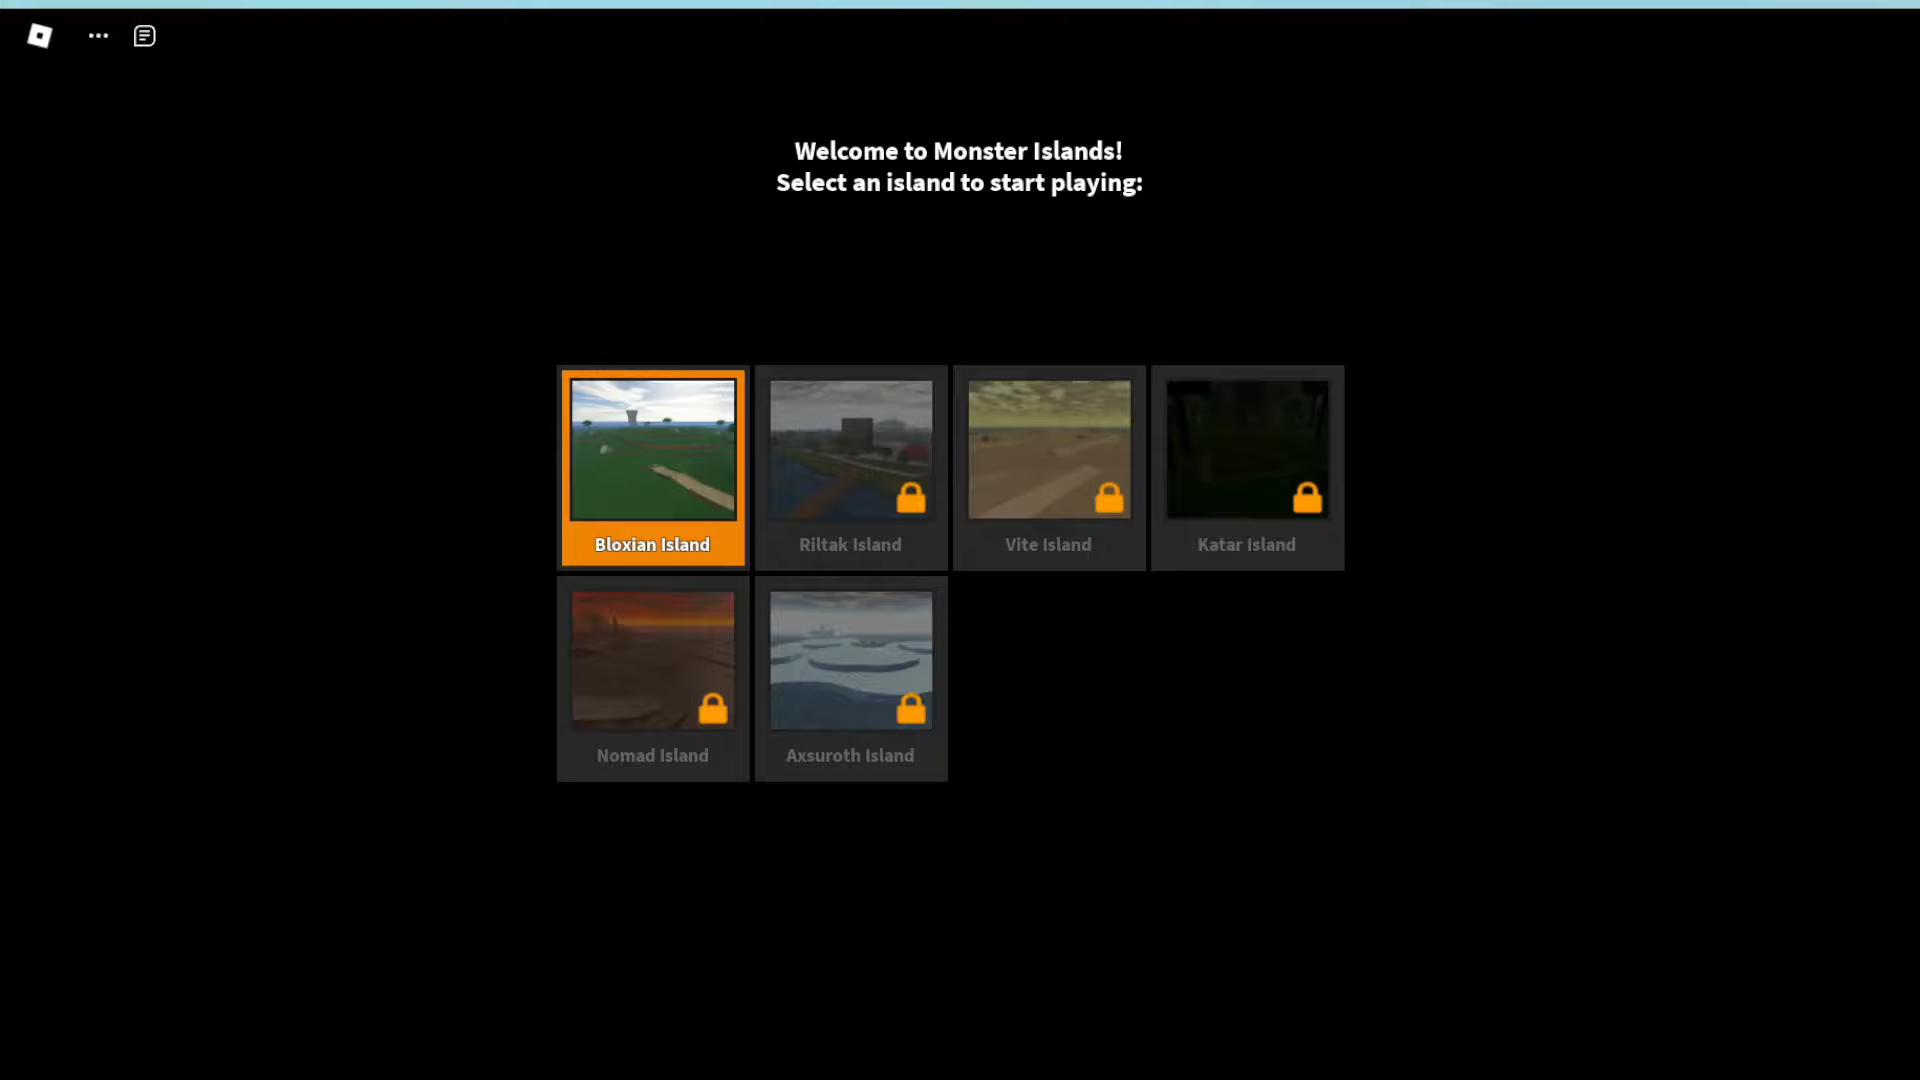 Welcome to Monster Islands!
Select an island to start playing:
Bloxian Island
Riltak Island
Vite Island
Katar Island
Nomad Island
Axsuroth Island